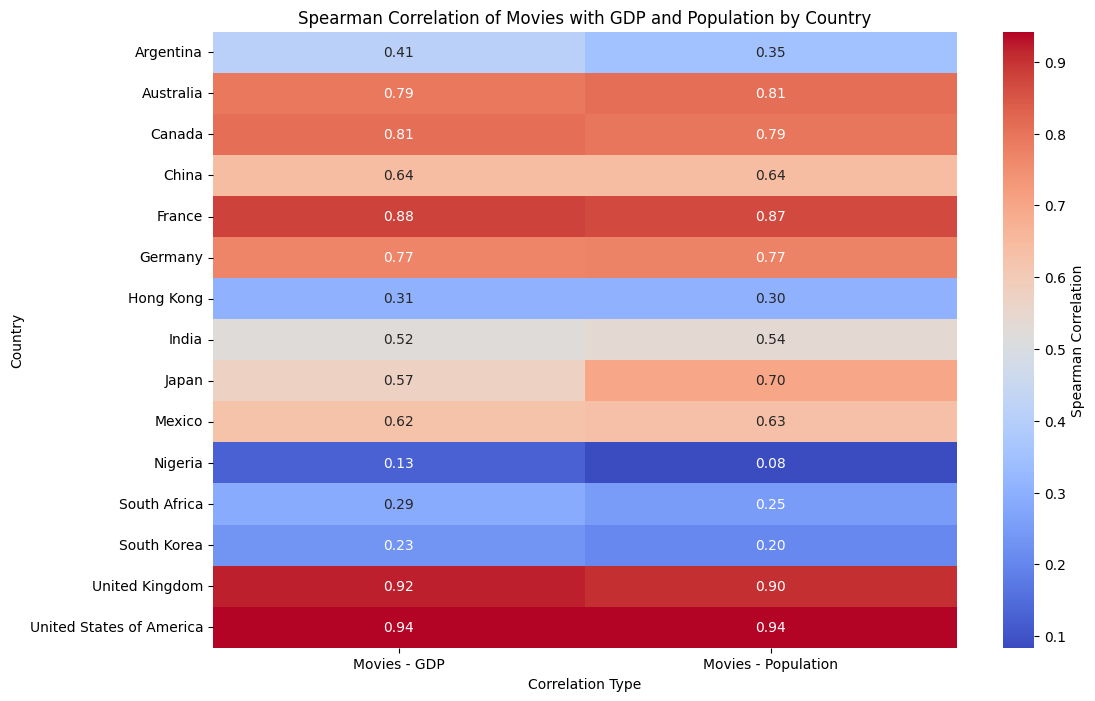 Spearman Correlation of Movies with GDP and Population by Country
Country
Argentina 0.41 0.35
Australia 0.79 0.81
Canada 0.81 0.79
China 0.64 0.64
France 0.88 0.87
Germany 0.77 0.77
Hong Kong 0.31 0.30
India 0.52 0.54
Japan 0.57 0.70
Mexico 0.62 0.63
Nigeria 0.13 0.08
South Africa 0.29 0.25
South Korea 0.23 0.20
United Kingdom 0.92 0.90
United States of America 0.94 0.94
Movies - GDP Movies - Population
Correlation Type
0.9
0.8
0.7
0.6
0.5
0.4
0.3
0.2
0.1
Spearman Correlation